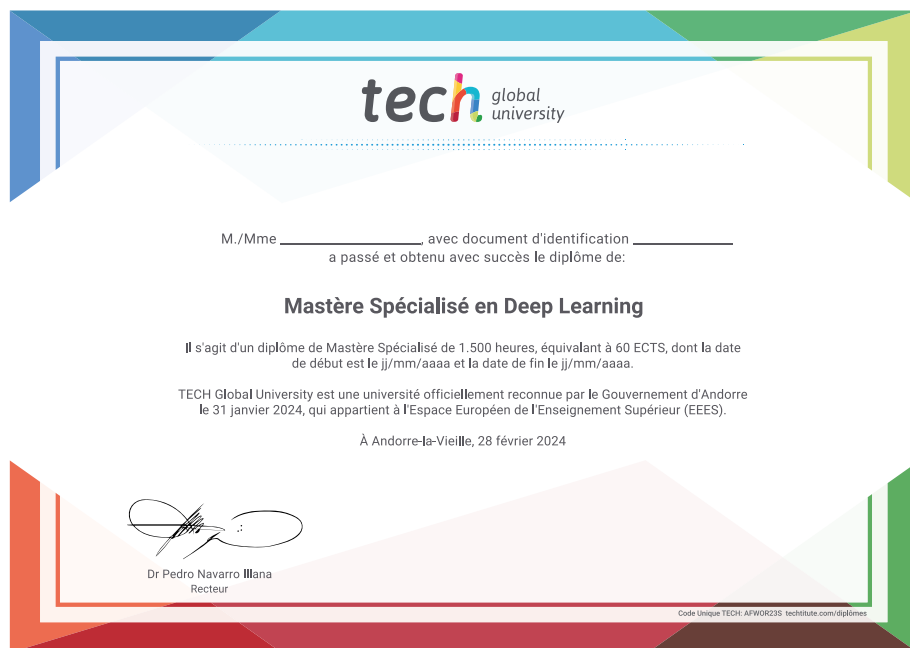 tech global university
M./Mme ____________, avec document d'identification ____________
a passé et obtenu avec succès le diplôme de:
Mastère Spécialisé en Deep Learning
Il s'agit d'un diplôme de Mastère Spécialisé de 1.500 heures, équivalant à 60 ECTS, dont la date
de début est le jj/mm/aaaa et la date de fin le jj/mm/aaaa.
TECH Global University est une université officiellement reconnue par le Gouvernement d'Andorre
le 31 janvier 2024, qui appartient à l'Espace Européen de l'Enseignement Supérieur (EEES).
À Andorre-la-Vieille, 28 février 2024
Dr Pedro Navarro Illana
Recteur
Code Unique TECH: AFWOR23S techtitute.com/diplômes